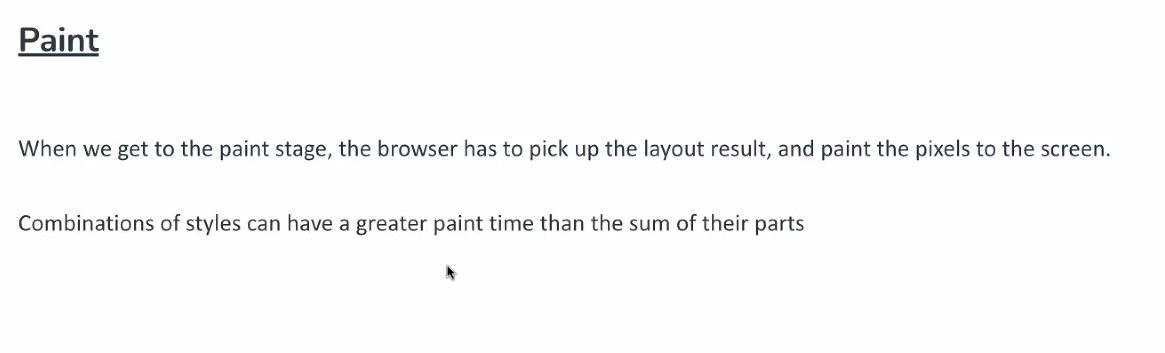 Paint
When we get to the paint stage, the browser has to pick up the layout result, and paint the pixels to the screen.
Combinations of styles can have a greater paint time than the sum of their parts